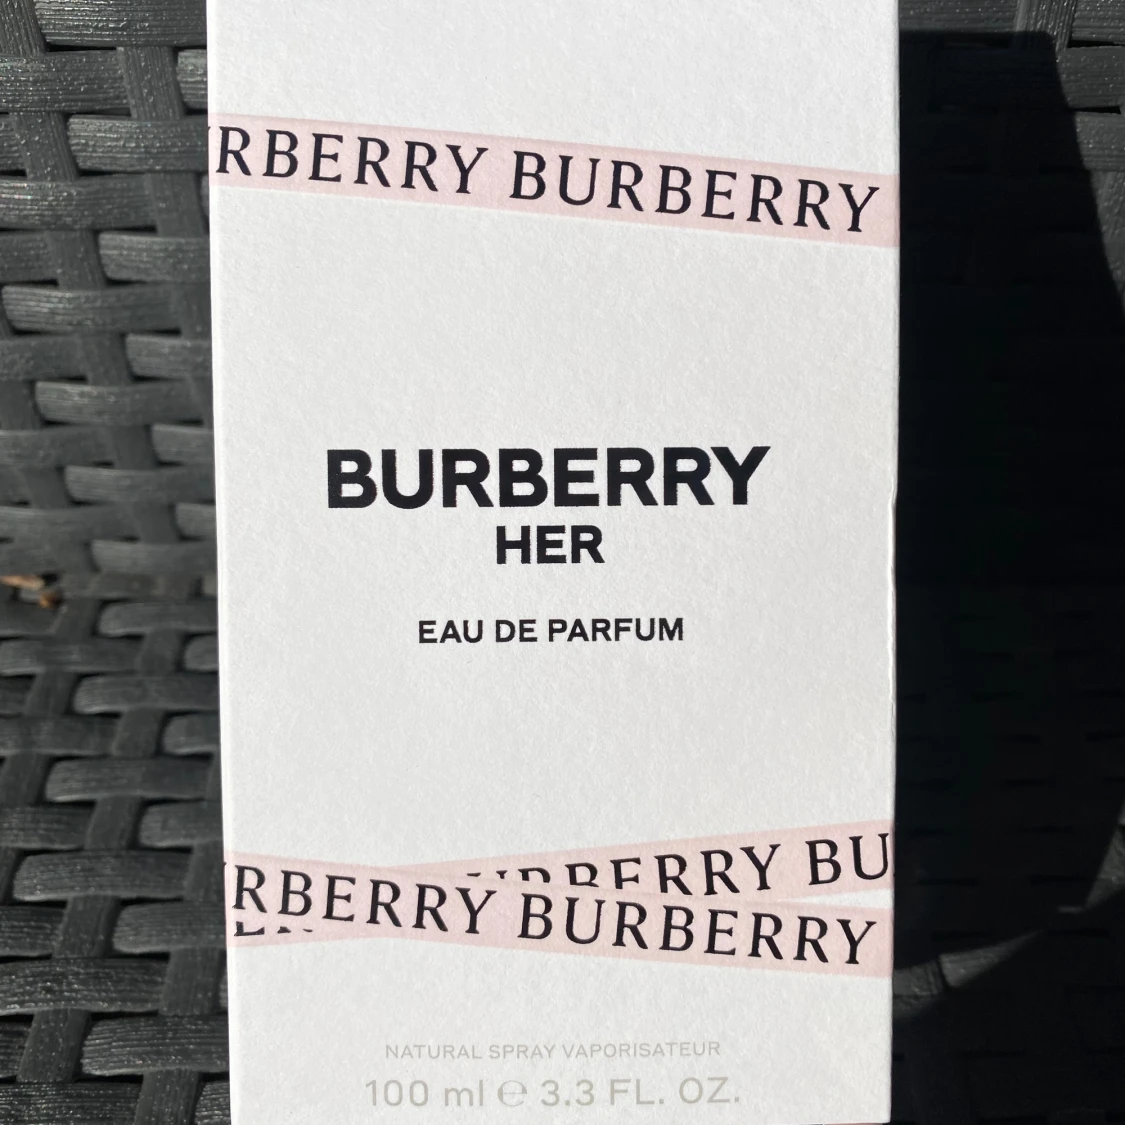 RBERRY BURBERRY
BURBERRY
HER
EAU DE PARFUM
RBERRY BU
RBERRY BURBERRY
NATURAL SPRAY VAPORISATEUR
100 ml ℮ 3.3 FL. OZ.